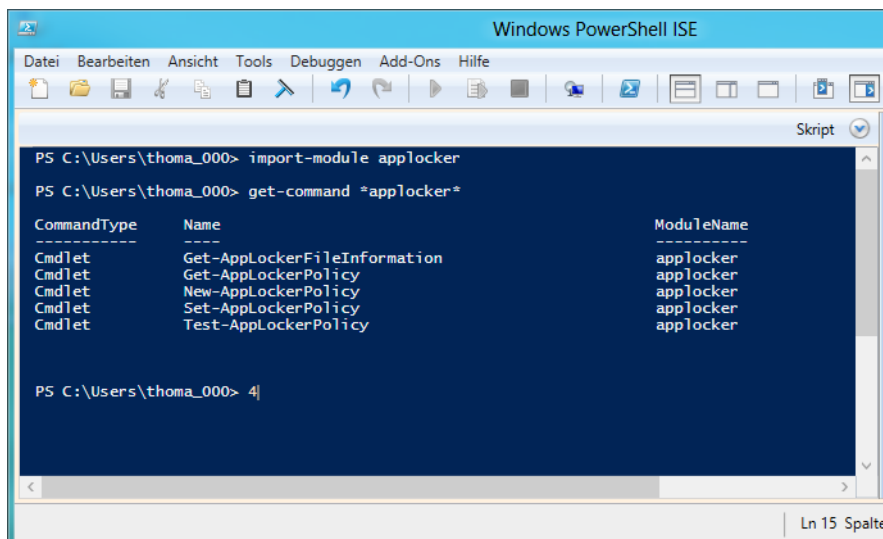 Windows PowerShell ISE
Datei Bearbeiten Ansicht Tools Debuggen Add-Ons Hilfe
Skript
PS C:\Users\thoma_000> import-module applocker
PS C:\Users\thoma_000> get-command *applocker*
CommandType Name ModuleName
----------- ---- ----------
Cmdlet Get-AppLockerFileInformation applocker
Cmdlet Get-AppLockerPolicy applocker
Cmdlet New-AppLockerPolicy applocker
Cmdlet Set-AppLockerPolicy applocker
Cmdlet Test-AppLockerPolicy applocker
PS C:\Users\thoma_000> 4
Ln 15 Spalte